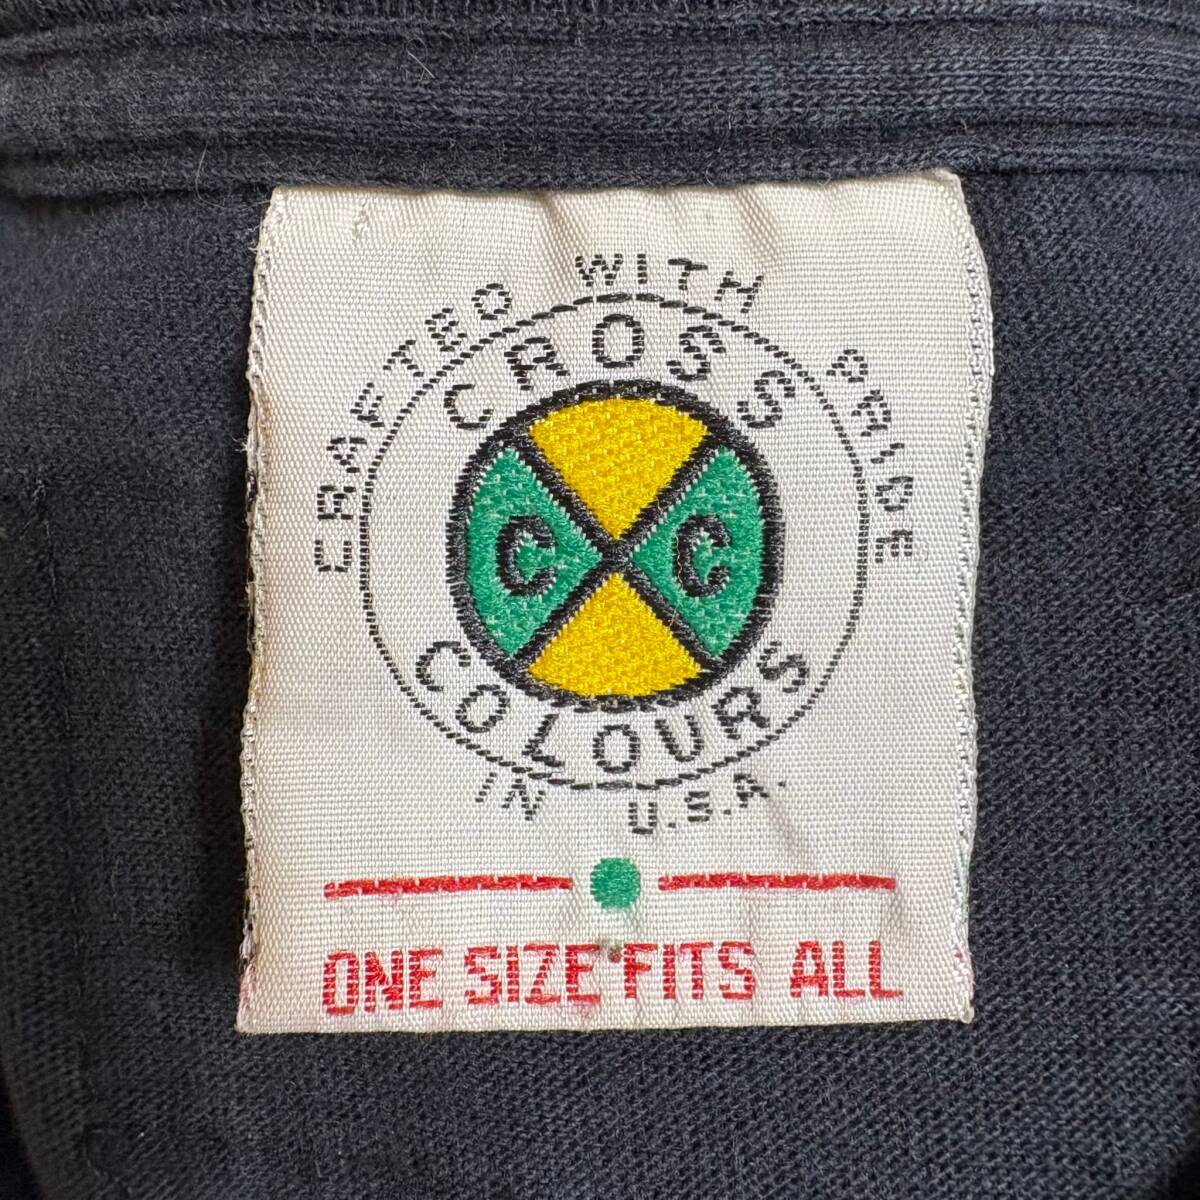 CRAFTED WITH PRIDE
CROSS
C C
COLOURS
IN U.S.A.
ONE SIZE FITS ALL